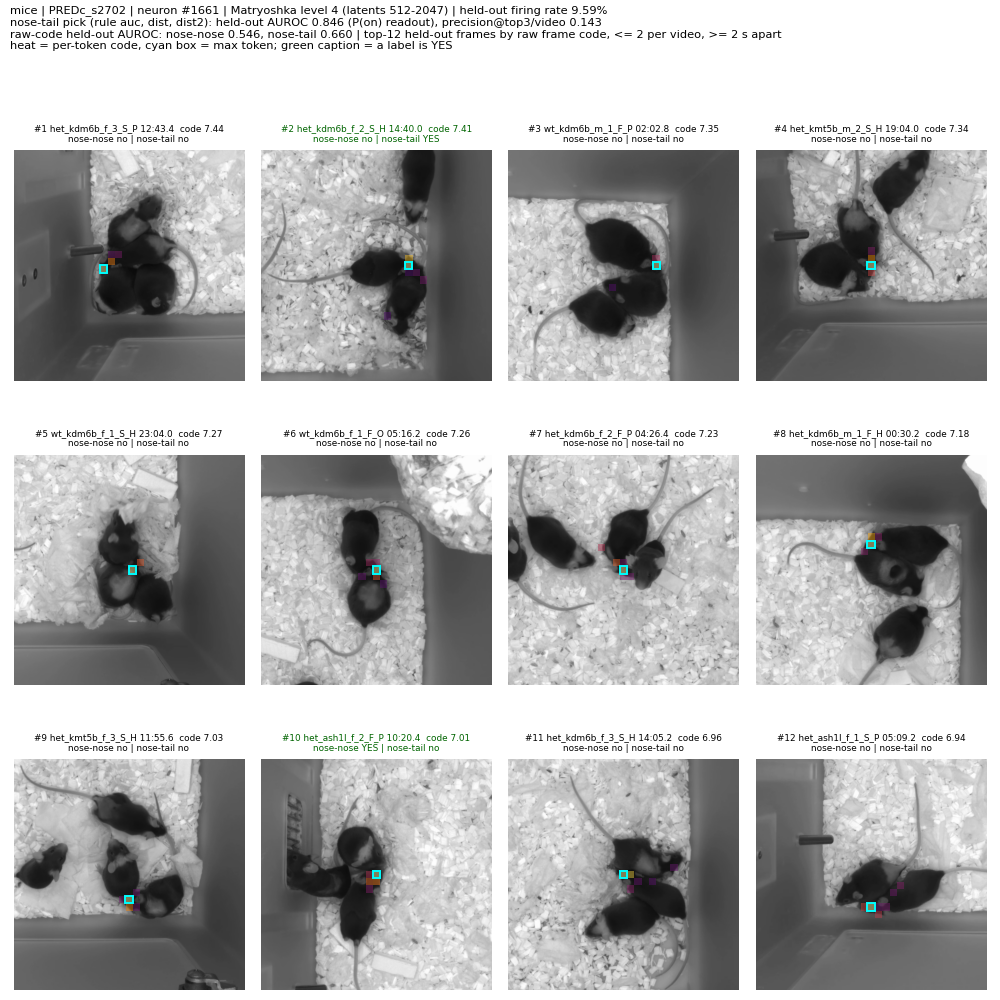 mice | PREDc_s2702 | neuron #1661 | Matryoshka level 4 (latents 512-2047) | held-out firing rate 9.59%
nose-tail pick (rule auc, dist, dist2): held-out AUROC 0.846 (P(on) readout), precision@top3/video 0.143
raw-code held-out AUROC: nose-nose 0.546, nose-tail 0.660 | top-12 held-out frames by raw frame code, <= 2 per video, >= 2 s apart
heat = per-token code, cyan box = max token; green caption = a label is YES
#1 het_kdm6b_f_3_S_P 12:43.4  code 7.44
nose-nose no | nose-tail no
#2 het_kdm6b_f_2_S_H 14:40.0  code 7.41
nose-nose no | nose-tail YES
#3 wt_kdm6b_m_1_F_P 02:02.8  code 7.35
nose-nose no | nose-tail no
#4 het_kmt5b_m_2_S_H 19:04.0  code 7.34
nose-nose no | nose-tail no
#5 wt_kdm6b_f_1_S_H 23:04.0  code 7.27
nose-nose no | nose-tail no
#6 wt_kdm6b_f_1_F_O 05:16.2  code 7.26
nose-nose no | nose-tail no
#7 het_kdm6b_f_2_F_P 04:26.4  code 7.23
nose-nose no | nose-tail no
#8 het_kdm6b_m_1_F_H 00:30.2  code 7.18
nose-nose no | nose-tail no
#9 het_kmt5b_f_3_S_H 11:55.6  code 7.03
nose-nose no | nose-tail no
#10 het_ash1l_f_2_F_P 10:20.4  code 7.01
nose-nose YES | nose-tail no
#11 het_kdm6b_f_3_S_H 14:05.2  code 6.96
nose-nose no | nose-tail no
#12 het_ash1l_f_1_S_P 05:09.2  code 6.94
nose-nose no | nose-tail no